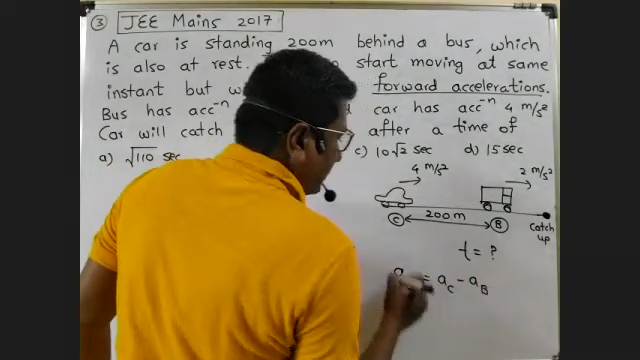 ③ JEE Mains 2017
A car is standing 200m behind a bus, which
is also at rest. start moving at same
instant but forward accelerations.
Bus has accⁿ car has acc⁻ⁿ 4 m/s²
Car will catch after a time of
a) √110 sec c) 10√2 sec d) 15 sec
4 m/s² 2 m/s²
C 200 m B Catch up
t = ?
a = a_C - a_B